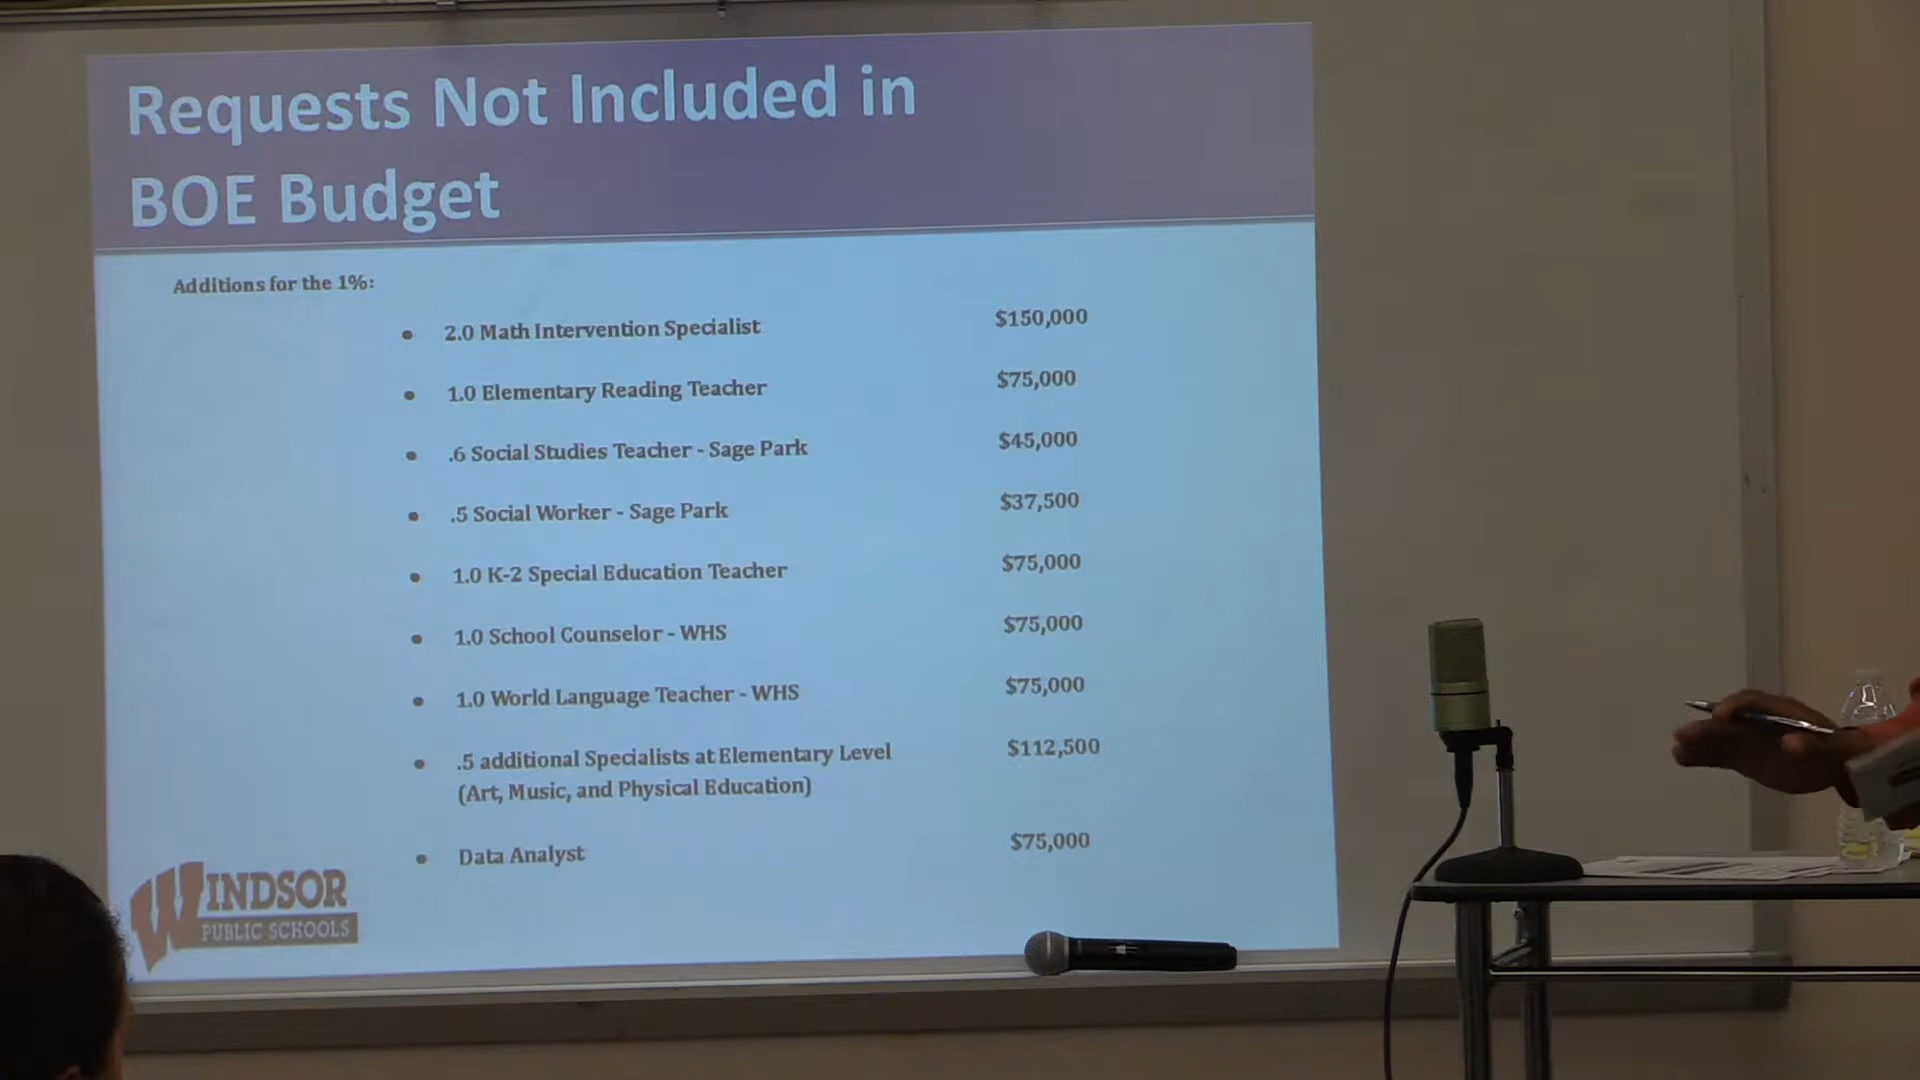 Requests Not Included in
BOE Budget
Additions for the 1%:
• 2.0 Math Intervention Specialist $150,000
• 1.0 Elementary Reading Teacher $75,000
• .6 Social Studies Teacher - Sage Park $45,000
• .5 Social Worker - Sage Park $37,500
• 1.0 K-2 Special Education Teacher $75,000
• 1.0 School Counselor - WHS $75,000
• 1.0 World Language Teacher - WHS $75,000
• .5 additional Specialists at Elementary Level $112,500
(Art, Music, and Physical Education)
• Data Analyst $75,000
WINDSOR
PUBLIC SCHOOLS